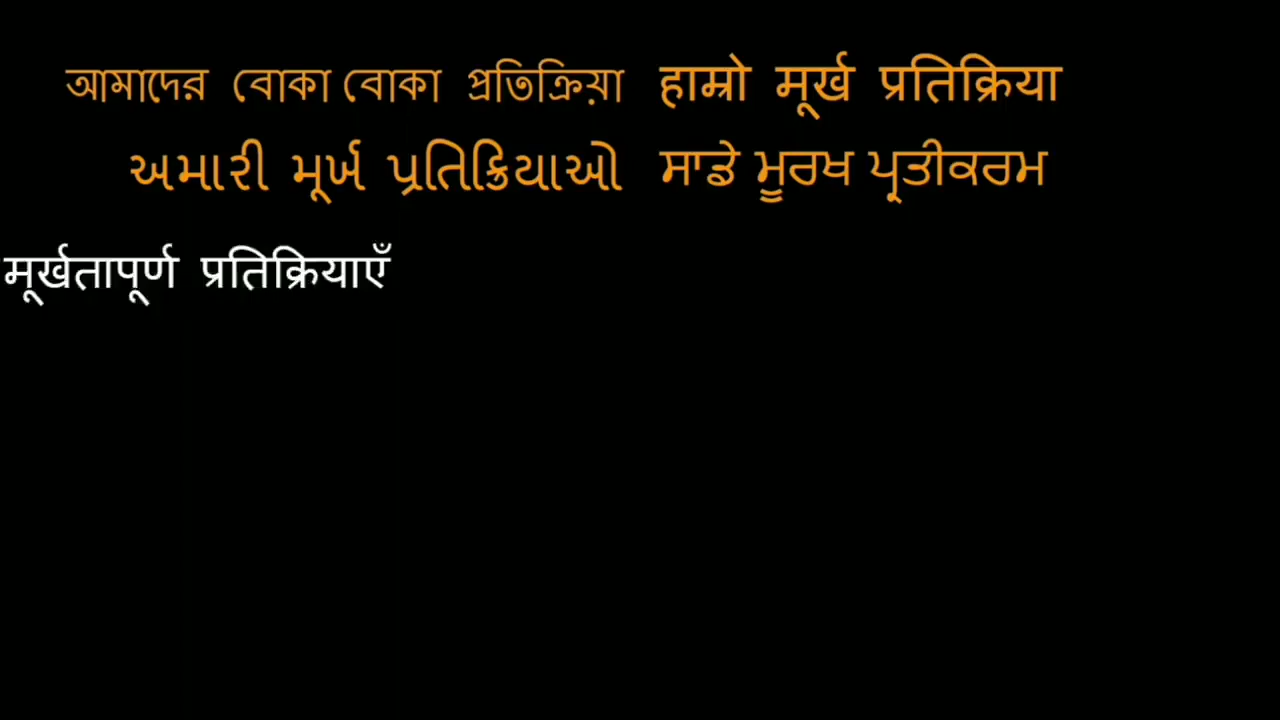 আমাদের বোকা বোকা প্রতিক্রিয়া हाम्रो मूर्ख प्रतिक्रिया
અમારી મૂર્ખ પ્રતિક્રિયાઓ ਸਾਡੇ ਮੂਰਖ ਪ੍ਰਤੀਕਰਮ
मूर्खतापूर्ण प्रतिक्रियाएँ